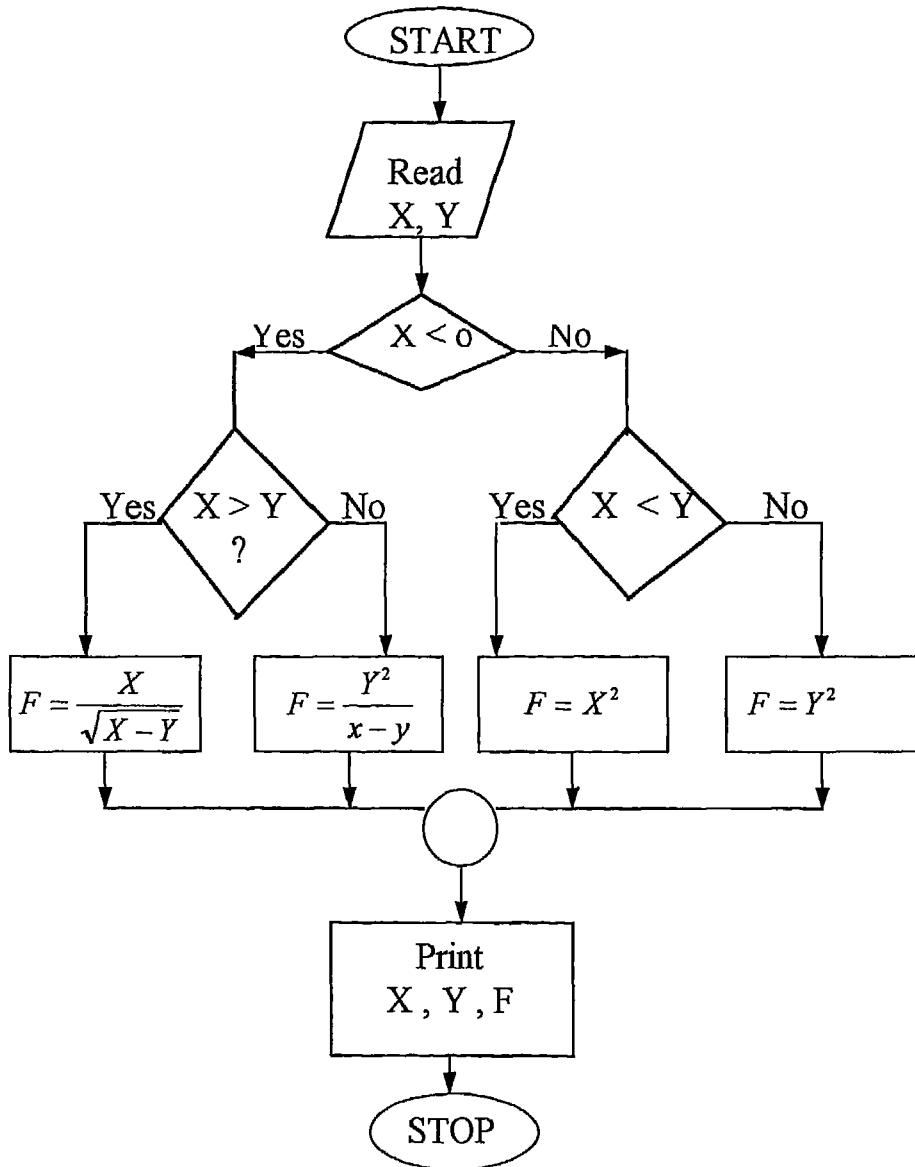 START
Read
X, Y
Yes
X < o
No
Yes
X > Y
?
No
Yes
X < Y
No
F = X / √(X − Y)
F = Y² / x − y
F = X²
F = Y²
Print
X , Y , F
STOP